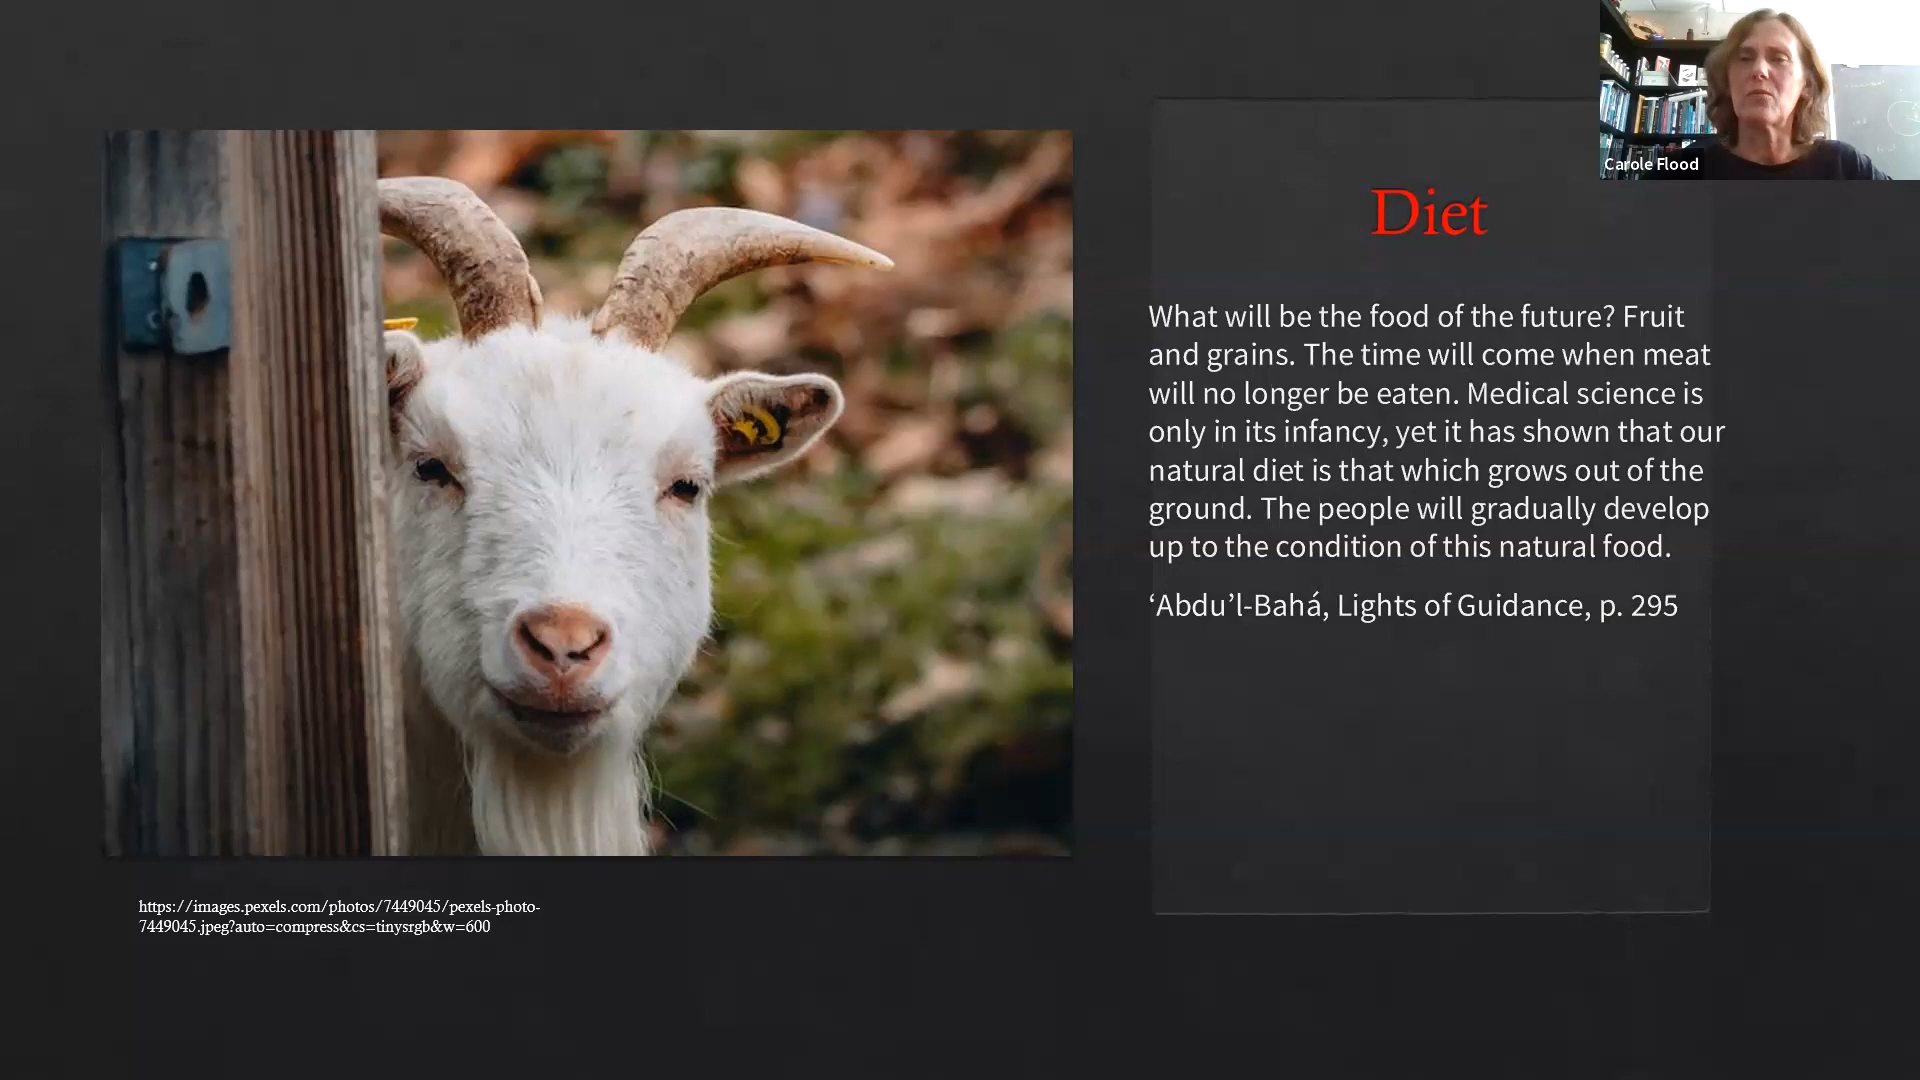 Carole Flood
Diet
What will be the food of the future? Fruit
and grains. The time will come when meat
will no longer be eaten. Medical science is
only in its infancy, yet it has shown that our
natural diet is that which grows out of the
ground. The people will gradually develop
up to the condition of this natural food.
‘Abdu’l-Bahá, Lights of Guidance, p. 295
https://images.pexels.com/photos/7449045/pexels-photo-
7449045.jpeg?auto=compress&cs=tinysrgb&w=600